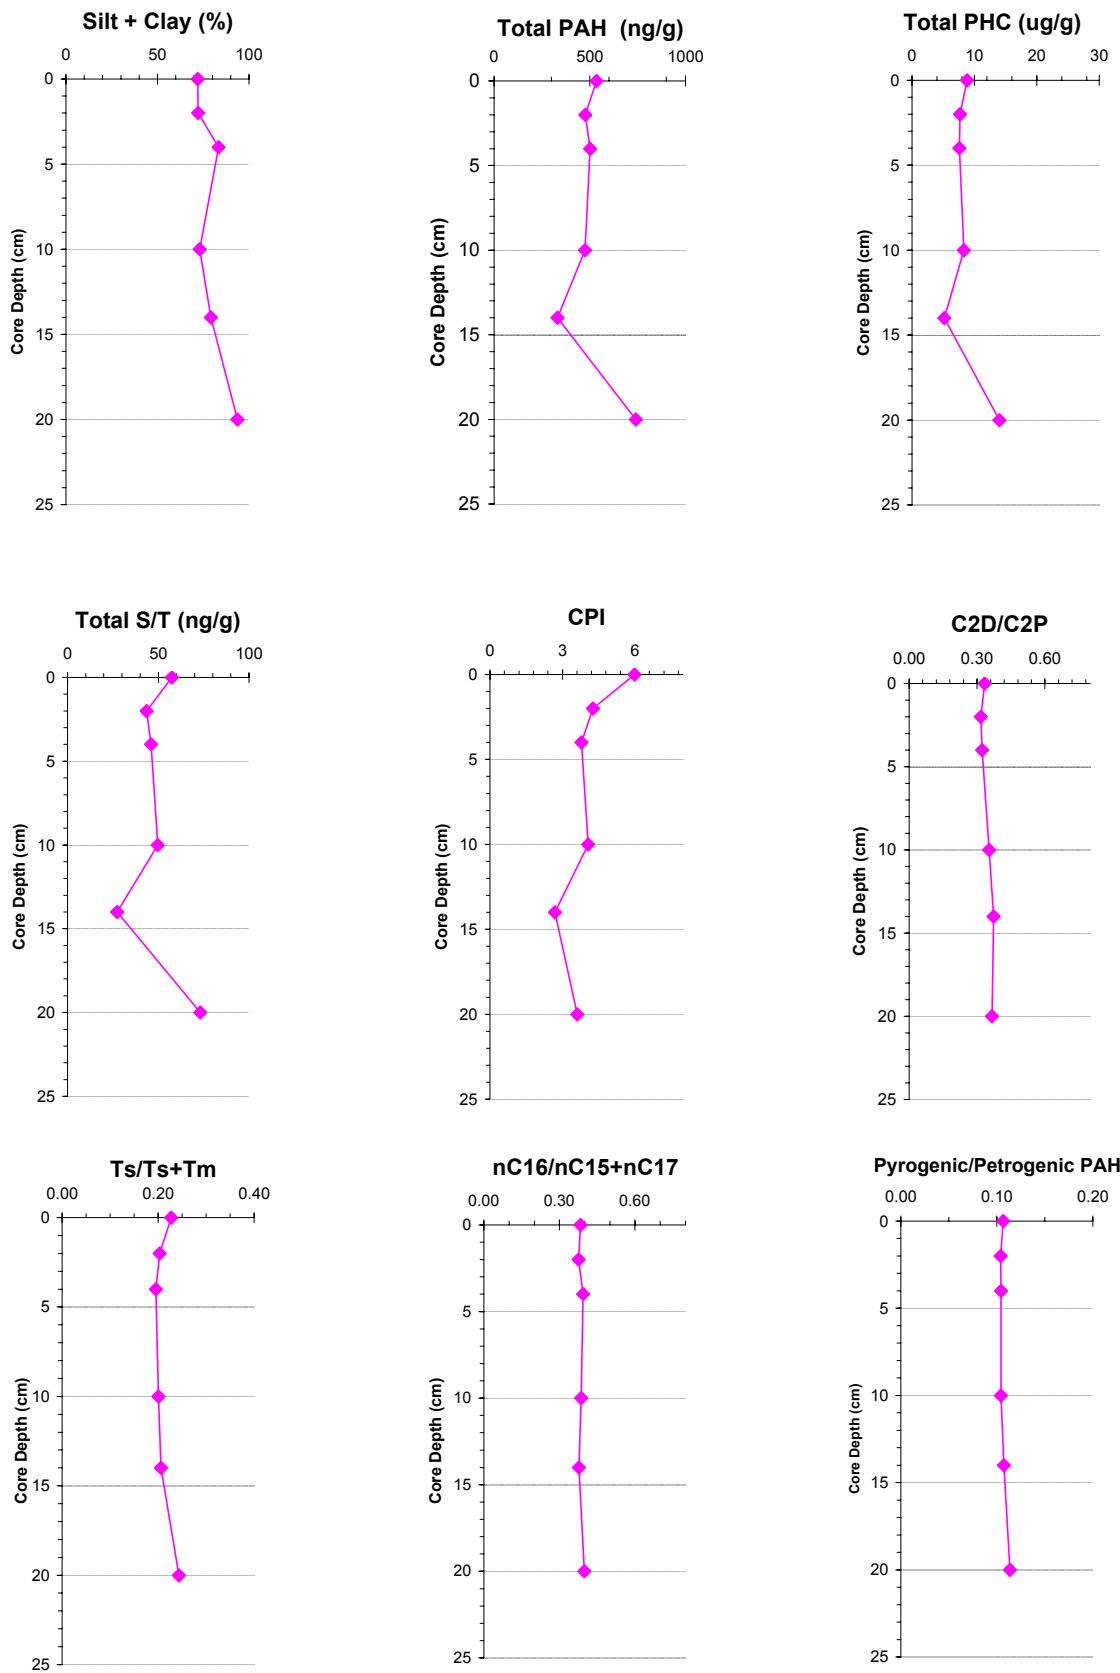 Silt + Clay (%)
0 50 100
0
5
10
15
20
25
Core Depth (cm)
Total PAH (ng/g)
0 500 1000
0
5
10
15
20
25
Core Depth (cm)
Total PHC (ug/g)
0 10 20 30
0
5
10
15
20
25
Core Depth (cm)
Total S/T (ng/g)
0 50 100
0
5
10
15
20
25
Core Depth (cm)
CPI
0 3 6
0
5
10
15
20
25
Core Depth (cm)
C2D/C2P
0.00 0.30 0.60
0
5
10
15
20
25
Core Depth (cm)
Ts/Ts+Tm
0.00 0.20 0.40
0
5
10
15
20
25
Core Depth (cm)
nC16/nC15+nC17
0.00 0.30 0.60
0
5
10
15
20
25
Core Depth (cm)
Pyrogenic/Petrogenic PAH
0.00 0.10 0.20
0
5
10
15
20
25
Core Depth (cm)